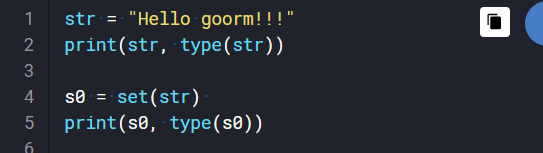 1 str = "Hello goorm!!!"
2 print(str, type(str))
3
4 s0 = set(str)
5 print(s0, type(s0))
6